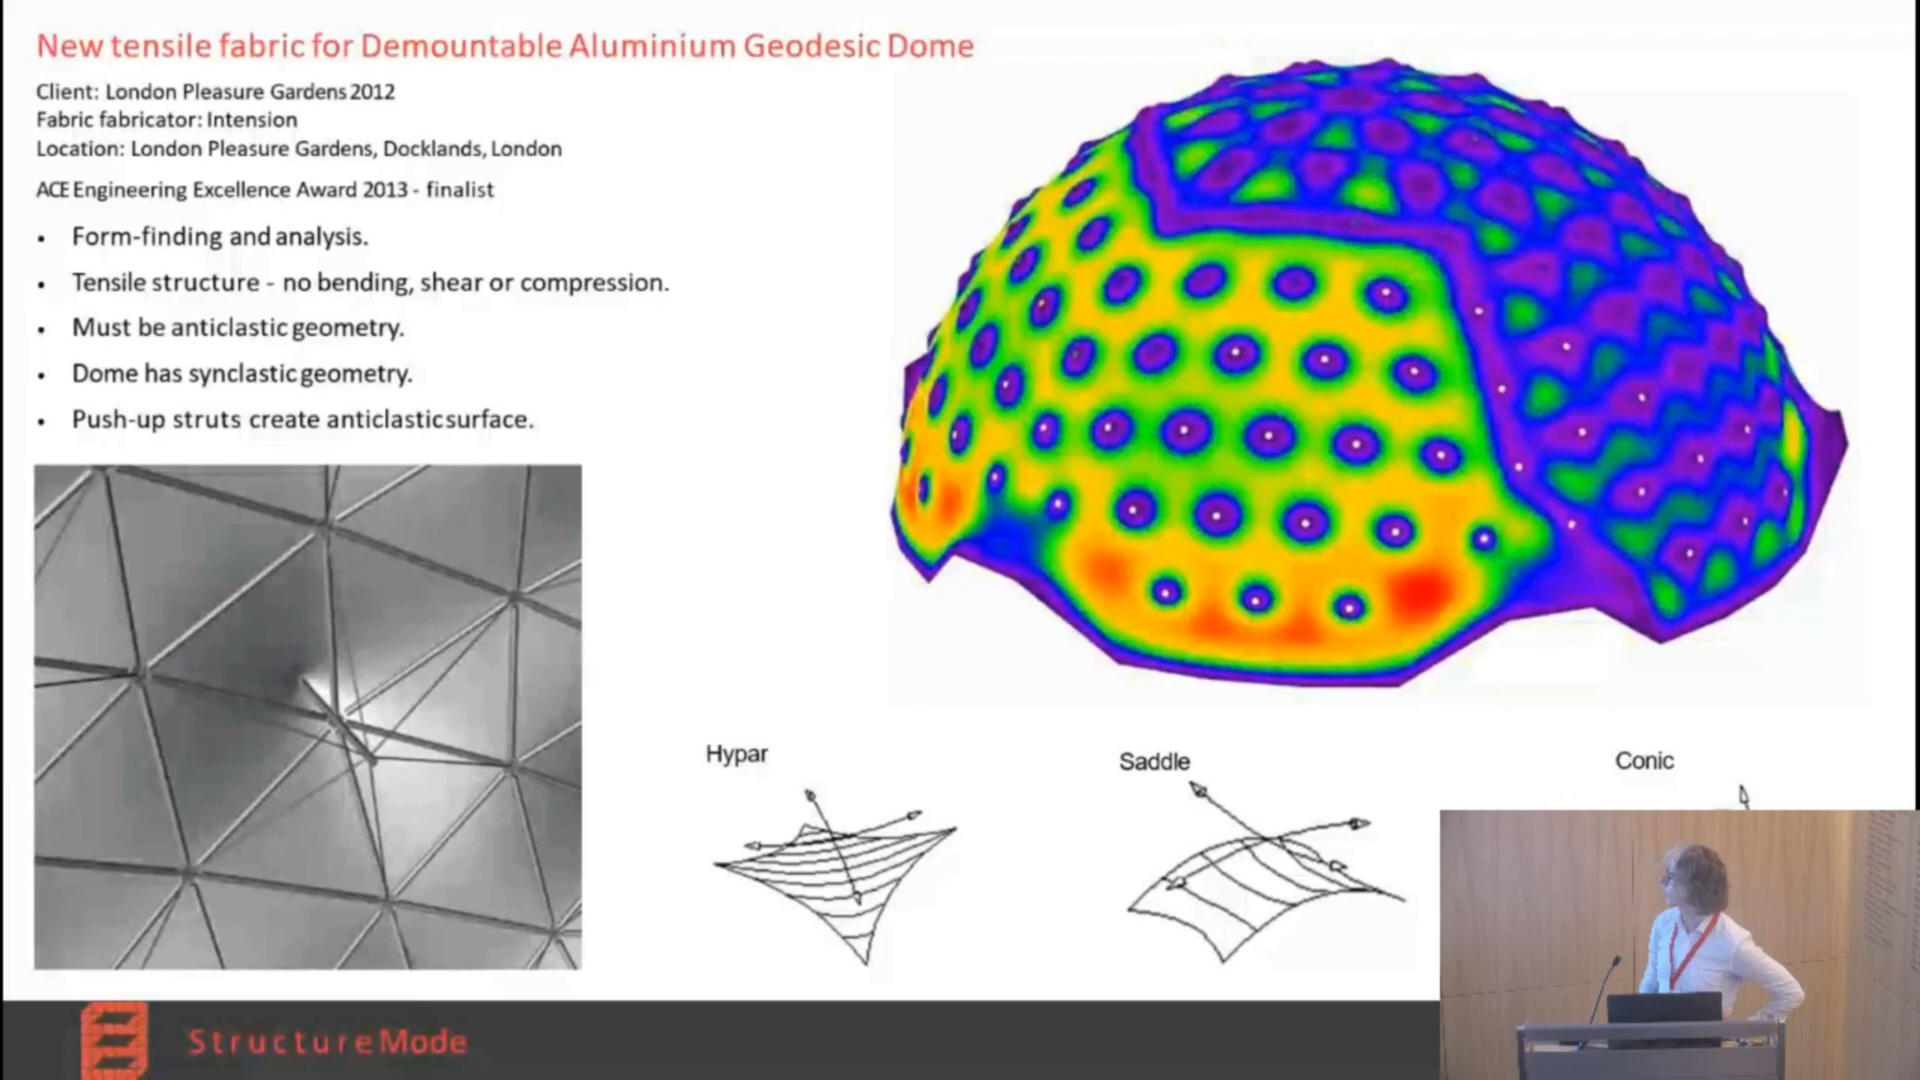 New tensile fabric for Demountable Aluminium Geodesic Dome
Client: London Pleasure Gardens 2012
Fabric fabricator: Intension
Location: London Pleasure Gardens, Docklands, London
ACE Engineering Excellence Award 2013 - finalist
• Form-finding and analysis.
• Tensile structure - no bending, shear or compression.
• Must be anticlastic geometry.
• Dome has synclastic geometry.
• Push-up struts create anticlastic surface.
Hypar
Saddle
Conic
StructureMode